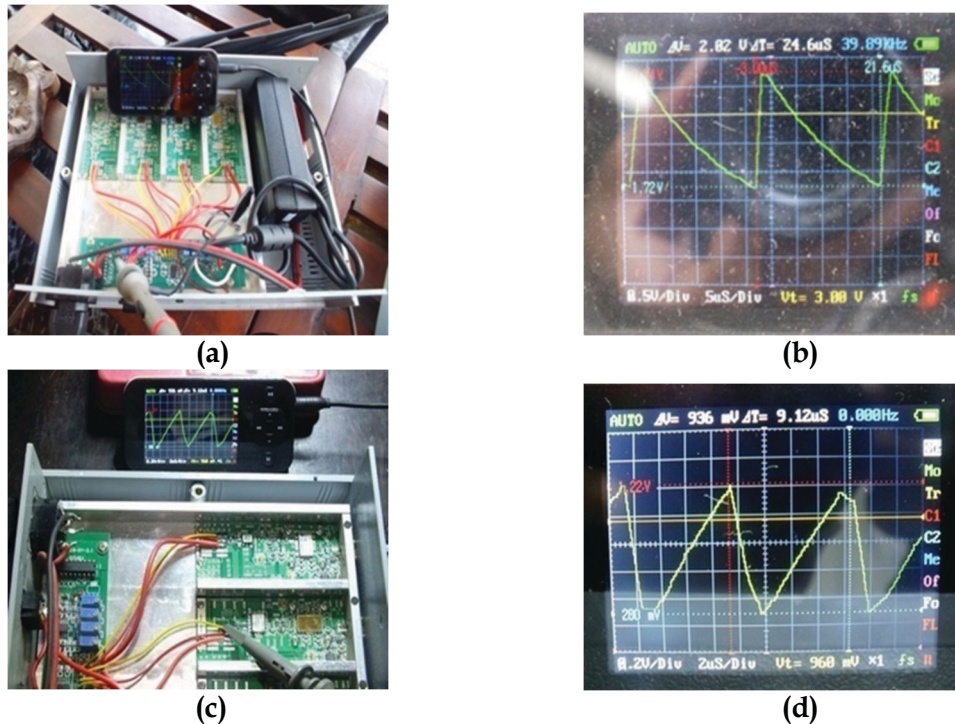 (a)
AUTO ΔV= 2.02 V ΔT= 24.6uS 39.89KHz
21.6uS
Mo
Tr
C1
C2
Me
Of
Fo
1.72V
0.5V/Div 5uS/Div Vt= 3.00 V ×1 fs
(b)
(c)
AUTO ΔV= 936 mV ΔT= 9.12uS 0.000Hz
1.22V
Mo
Tr
C1
C2
Me
Of
Fo
FL
280 mV
0.2V/Div 2uS/Div Vt= 960 mV ×1 fs
(d)